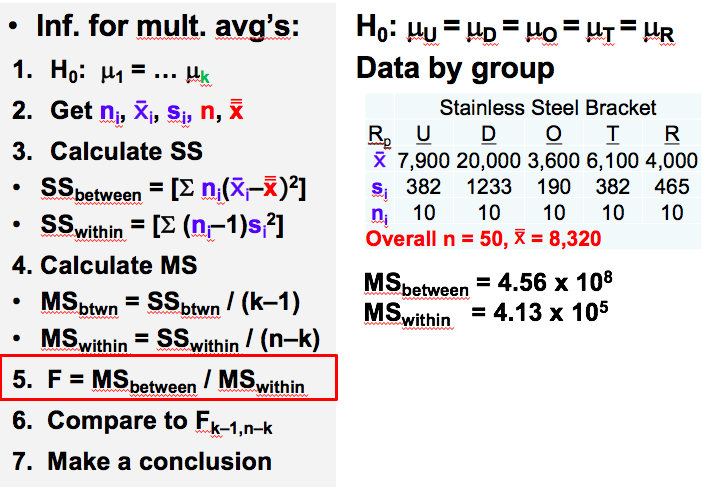 • Inf. for mult. avg's:
1. H₀: μ₁ = … μₖ
2. Get nᵢ, x̄ᵢ, sᵢ, n, x̿
3. Calculate SS
• SSbetween = [Σ nᵢ(x̄ᵢ–x̿)²]
• SSwithin = [Σ (nᵢ–1)sᵢ²]
4. Calculate MS
• MSbtwn = SSbtwn / (k–1)
• MSwithin = SSwithin / (n–k)
5. F = MSbetween / MSwithin
6. Compare to Fk–1,n–k
7. Make a conclusion
H₀: μU = μD = μO = μT = μR
Data by group
Stainless Steel Bracket
Rp U D O T R
x̄ 7,900 20,000 3,600 6,100 4,000
sᵢ 382 1233 190 382 465
nᵢ 10 10 10 10 10
Overall n = 50, x̿ = 8,320
MSbetween = 4.56 x 10⁸
MSwithin = 4.13 x 10⁵